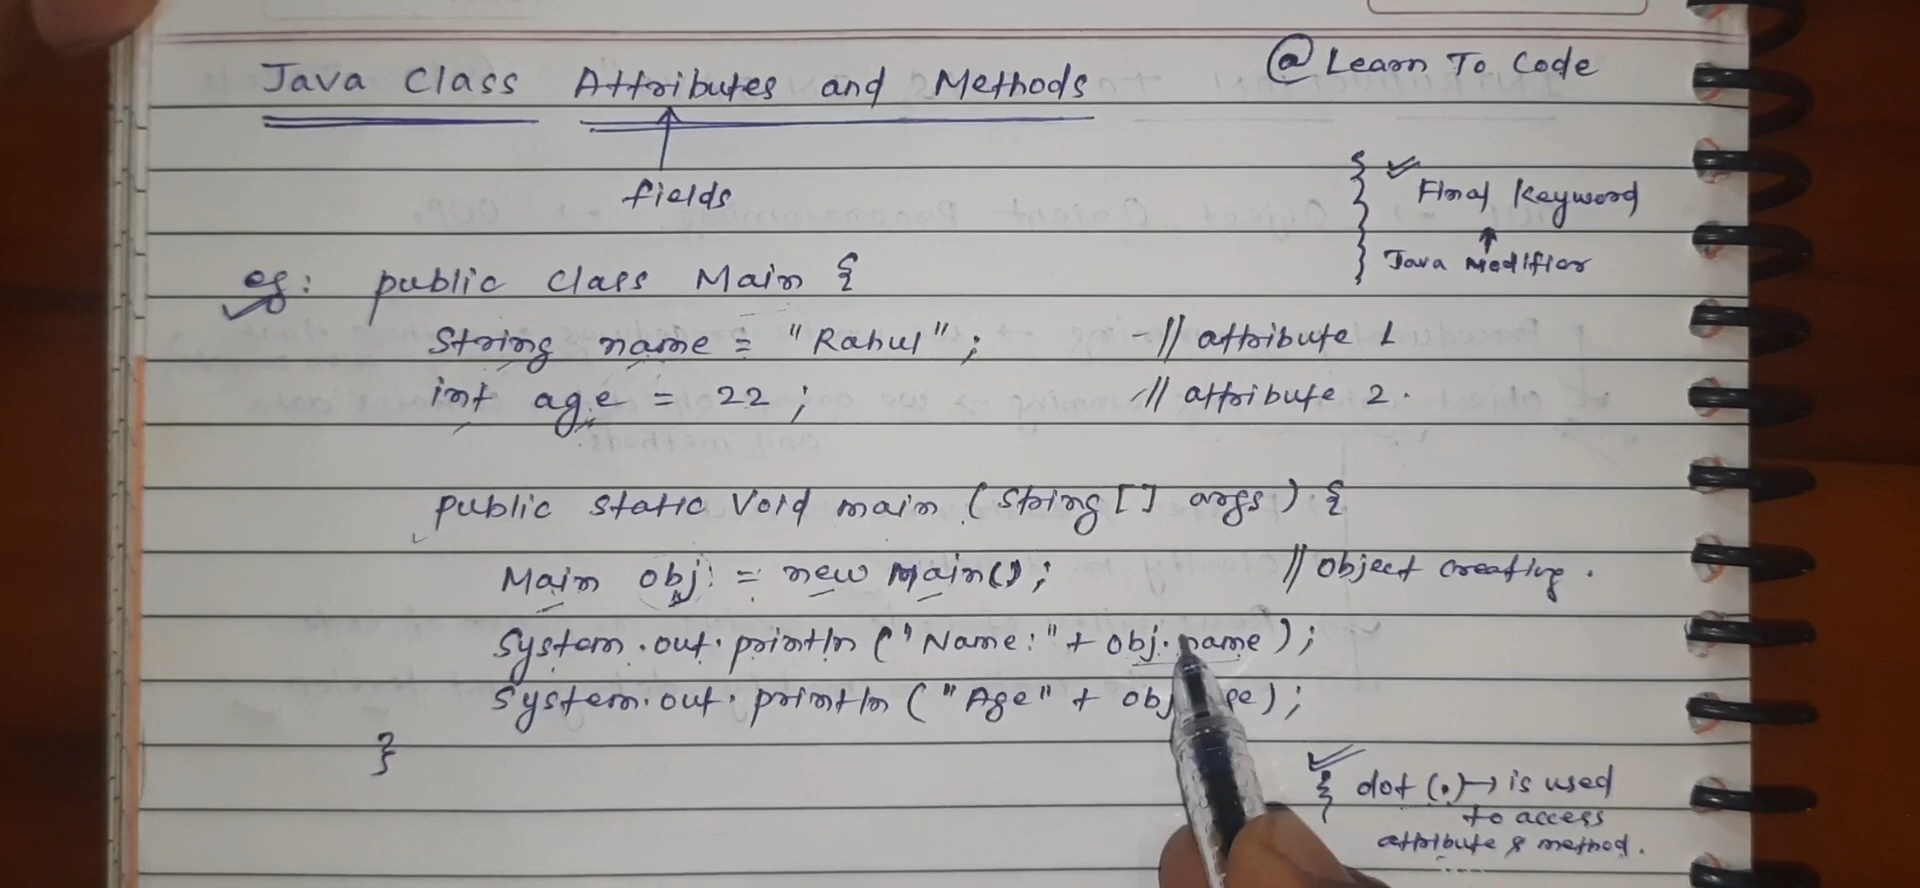 @ Learn To Code
Java Class Attributes and Methods
fields
Final Keyword
Java Modifier
eg: public class Main {
String name = "Rahul"; // attribute 1
int age = 22; // attribute 2.
public static void main (String [] args) {
Main obj = new Main(); // object creating.
System.out.println ("Name:" + obj.name);
System.out.println ("Age" + obj
}
dot (.) → is used
to access
attribute & method.